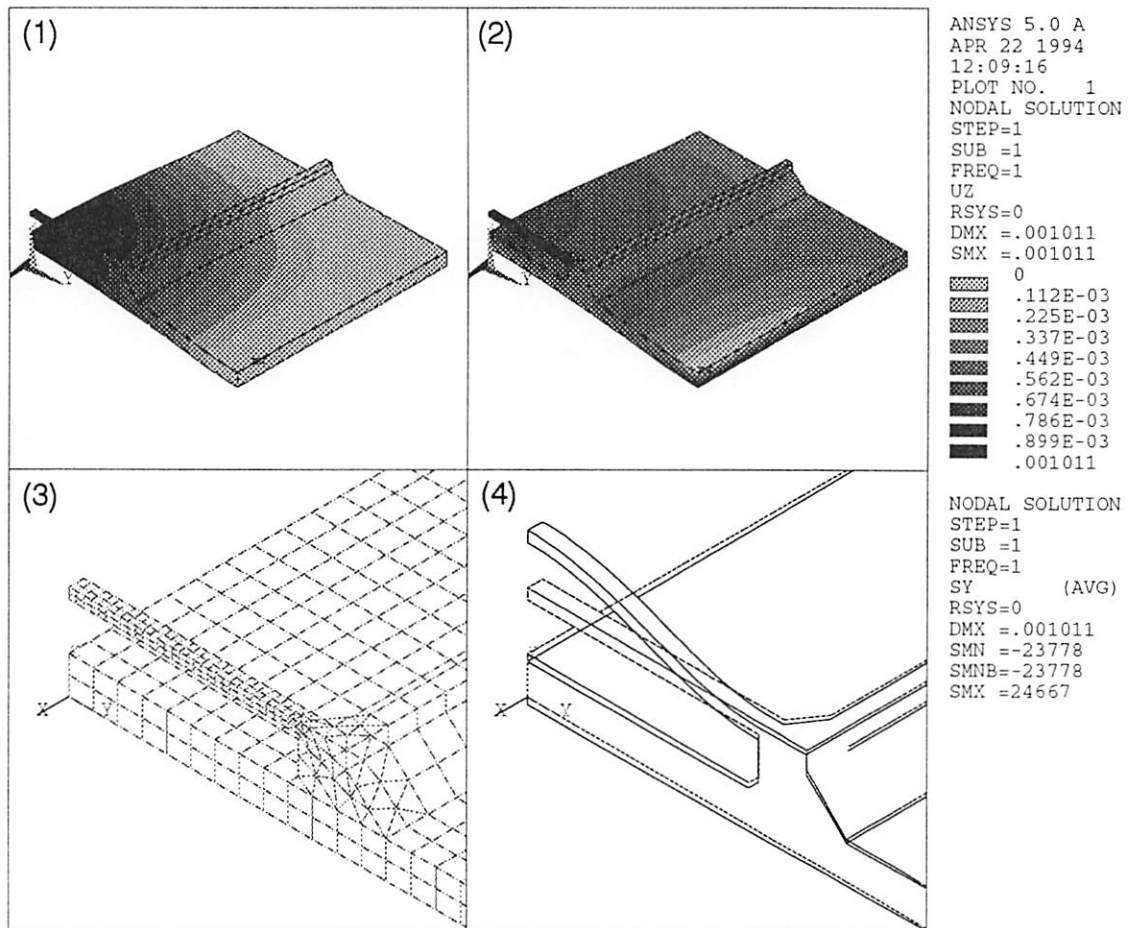 (1)
(2)
(3)
(4)
X
Y
X
Y
ANSYS 5.0 A
APR 22 1994
12:09:16
PLOT NO. 1
NODAL SOLUTION
STEP=1
SUB =1
FREQ=1
UZ
RSYS=0
DMX =.001011
SMX =.001011
0
.112E-03
.225E-03
.337E-03
.449E-03
.562E-03
.674E-03
.786E-03
.899E-03
.001011
NODAL SOLUTION
STEP=1
SUB =1
FREQ=1
SY (AVG)
RSYS=0
DMX =.001011
SMN =-23778
SMNB=-23778
SMX =24667